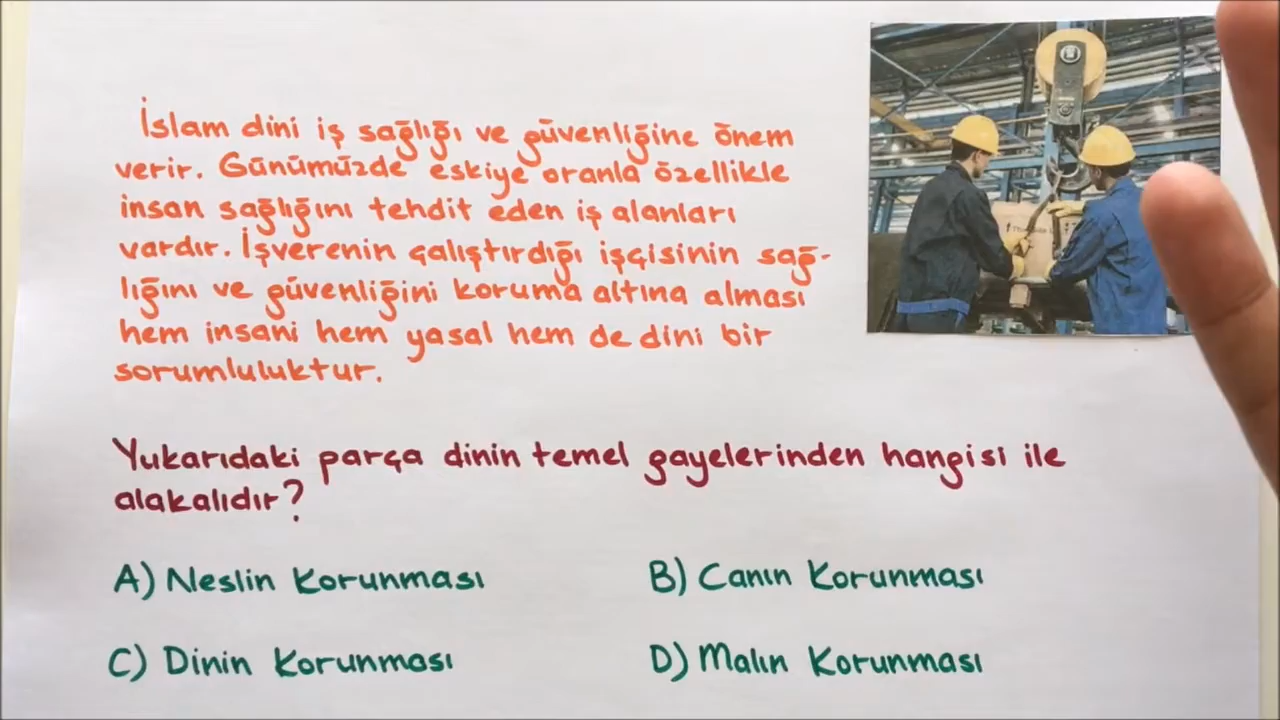 İslam dini iş sağlığı ve güvenliğine önem
verir. Günümüzde eskiye oranla özellikle
insan sağlığını tehdit eden iş alanları
vardır. İşverenin çalıştırdığı işçisinin sağ-
lığını ve güvenliğini koruma altına alması
hem insani hem yasal hem de dini bir
sorumluluktur.
Yukarıdaki parça dinin temel gayelerinden hangisi ile
alakalıdır?
A) Neslin Korunması
B) Canın Korunması
C) Dinin Korunması
D) Malın Korunması